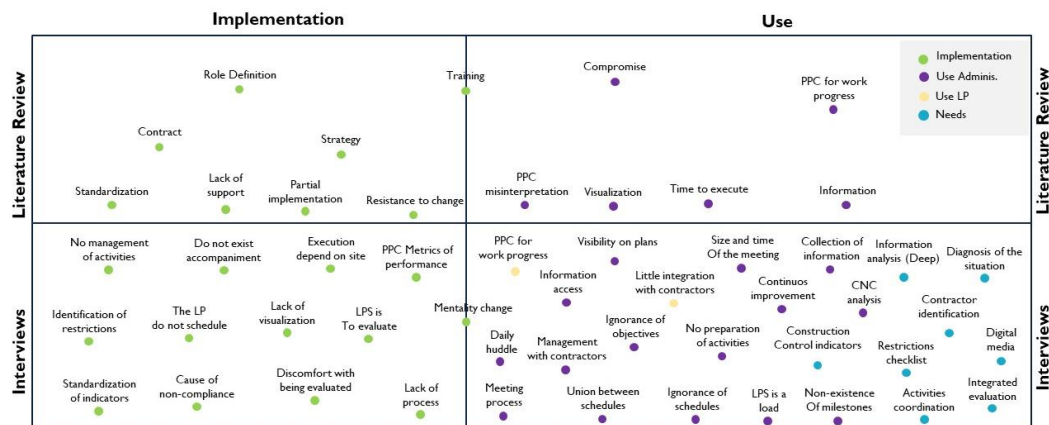 Implementation
Use
Literature Review
Interviews
Role Definition
Training
Contract
Strategy
Standardization
Lack of
support
Partial
implementation
Resistance to change
Compromise
PPC for work
progress
PPC
misinterpretation
Visualization
Time to execute
Information
Implementation
Use Adminis.
Use LP
Needs
Literature Review
Interviews
No management
of activities
Do not exist
accompaniment
Execution
depend on site
PPC Metrics of
performance
Identification of
restrictions
The LP
do not schedule
Lack of
visualization
LPS is
To evaluate
Mentality change
Standardization
of indicators
Cause of
non-compliance
Discomfort with
being evaluated
Lack of
process
PPC for
work progress
Visibility on plans
Size and time
Of the meeting
Collection of
information
Information
analysis (Deep)
Diagnosis of the
situation
Information
access
Little integration
with contractors
Continuos
improvement
CNC
analysis
Contractor
identification
Daily
huddle
Management
with contractors
Ignorance of
objectives
No preparation
of activities
Construction
Control indicators
Restrictions
checklist
Digital
media
Meeting
process
Union between
schedules
Ignorance of
schedules
LPS is a
load
Non-existence
Of milestones
Activities
coordination
Integrated
evaluation